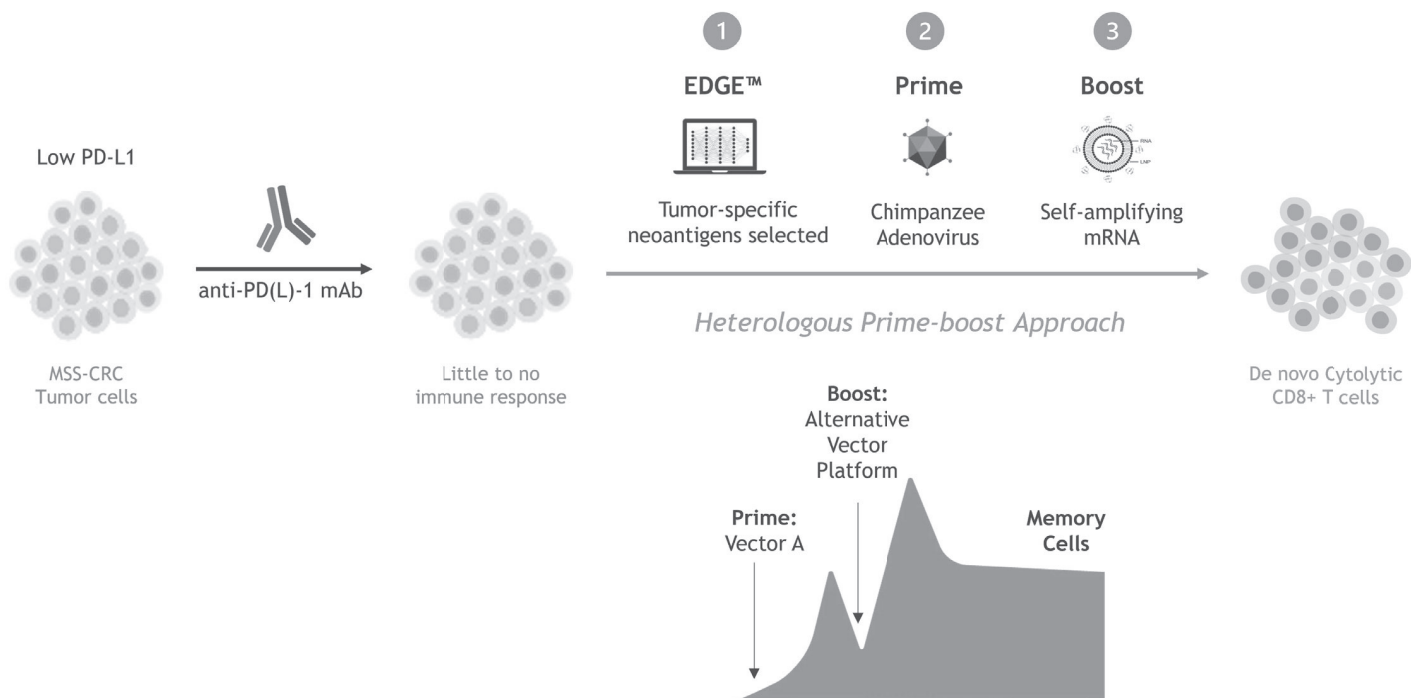 1
EDGE™
Tumor-specific
neoantigens selected
2
Prime
Chimpanzee
Adenovirus
3
Boost
RNA
LNP
Self-amplifying
mRNA
Low PD-L1
MSS-CRC
Tumor cells
anti-PD(L)-1 mAb
Little to no
immune response
Heterologous Prime-boost Approach
De novo Cytolytic
CD8+ T cells
Prime:
Vector A
Boost:
Alternative
Vector
Platform
Memory
Cells